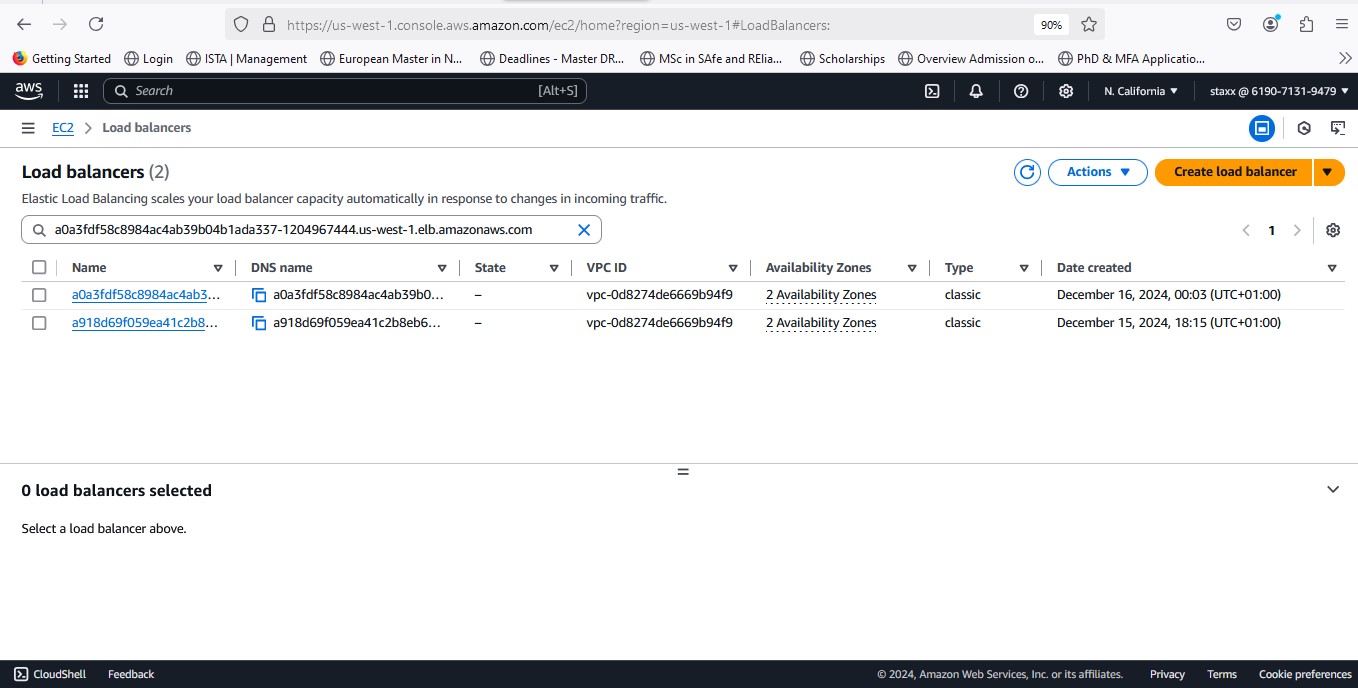 https://us-west-1.console.aws.amazon.com/ec2/home?region=us-west-1#LoadBalancers: 90%
Getting Started Login ISTA | Management European Master in N... Deadlines - Master DR... MSc in SAfe and RElia... Scholarships Overview Admission o... PhD & MFA Applicatio...
aws Search [Alt+S] N. California staxx @ 6190-7131-9479
EC2 Load balancers
Load balancers (2) Actions Create load balancer
Elastic Load Balancing scales your load balancer capacity automatically in response to changes in incoming traffic.
a0a3fdf58c8984ac4ab39b04b1ada337-1204967444.us-west-1.elb.amazonaws.com 1
Name DNS name State VPC ID Availability Zones Type Date created
a0a3fdf58c8984ac4ab3... a0a3fdf58c8984ac4ab39b0... – vpc-0d8274de6669b94f9 2 Availability Zones classic December 16, 2024, 00:03 (UTC+01:00)
a918d69f059ea41c2b8... a918d69f059ea41c2b8eb6... – vpc-0d8274de6669b94f9 2 Availability Zones classic December 15, 2024, 18:15 (UTC+01:00)
0 load balancers selected
Select a load balancer above.
CloudShell Feedback © 2024, Amazon Web Services, Inc. or its affiliates. Privacy Terms Cookie preferences